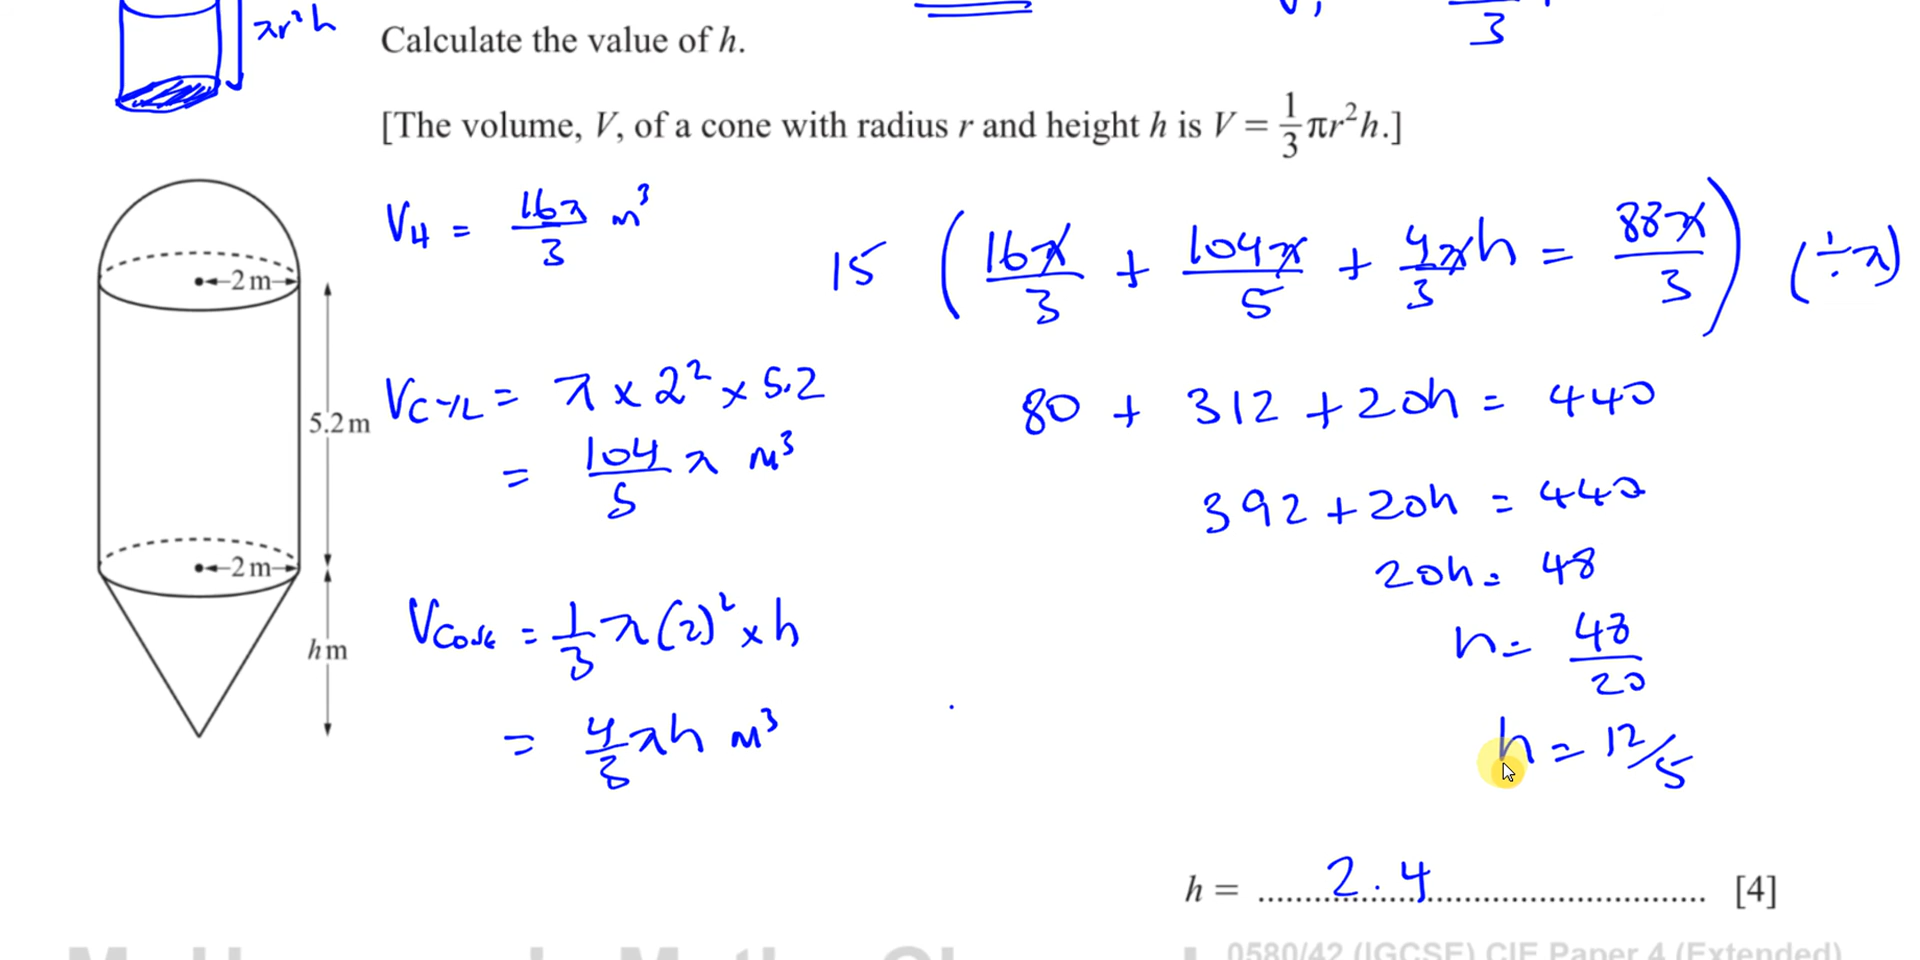 πr²h
3
Calculate the value of h.
[The volume, V, of a cone with radius r and height h is V = 1/3 πr²h.]
2 m
5.2 m
2 m
h m
V_H = 16π/3 m³
V_CYL = π × 2² × 5.2
= 104/5 π m³
V_Cone = 1/3 π(2)² × h
= 4/3 πh m³
15 (16π/3 + 104π/5 + 4πh/3 = 88π/3) (÷π)
80 + 312 + 20h = 440
392 + 20h = 440
20h = 48
h = 48/20
h = 12/5
h = ...... 2.4 ...... [4]
0580/42 (IGCSE) CIE Paper 4 (Extended)